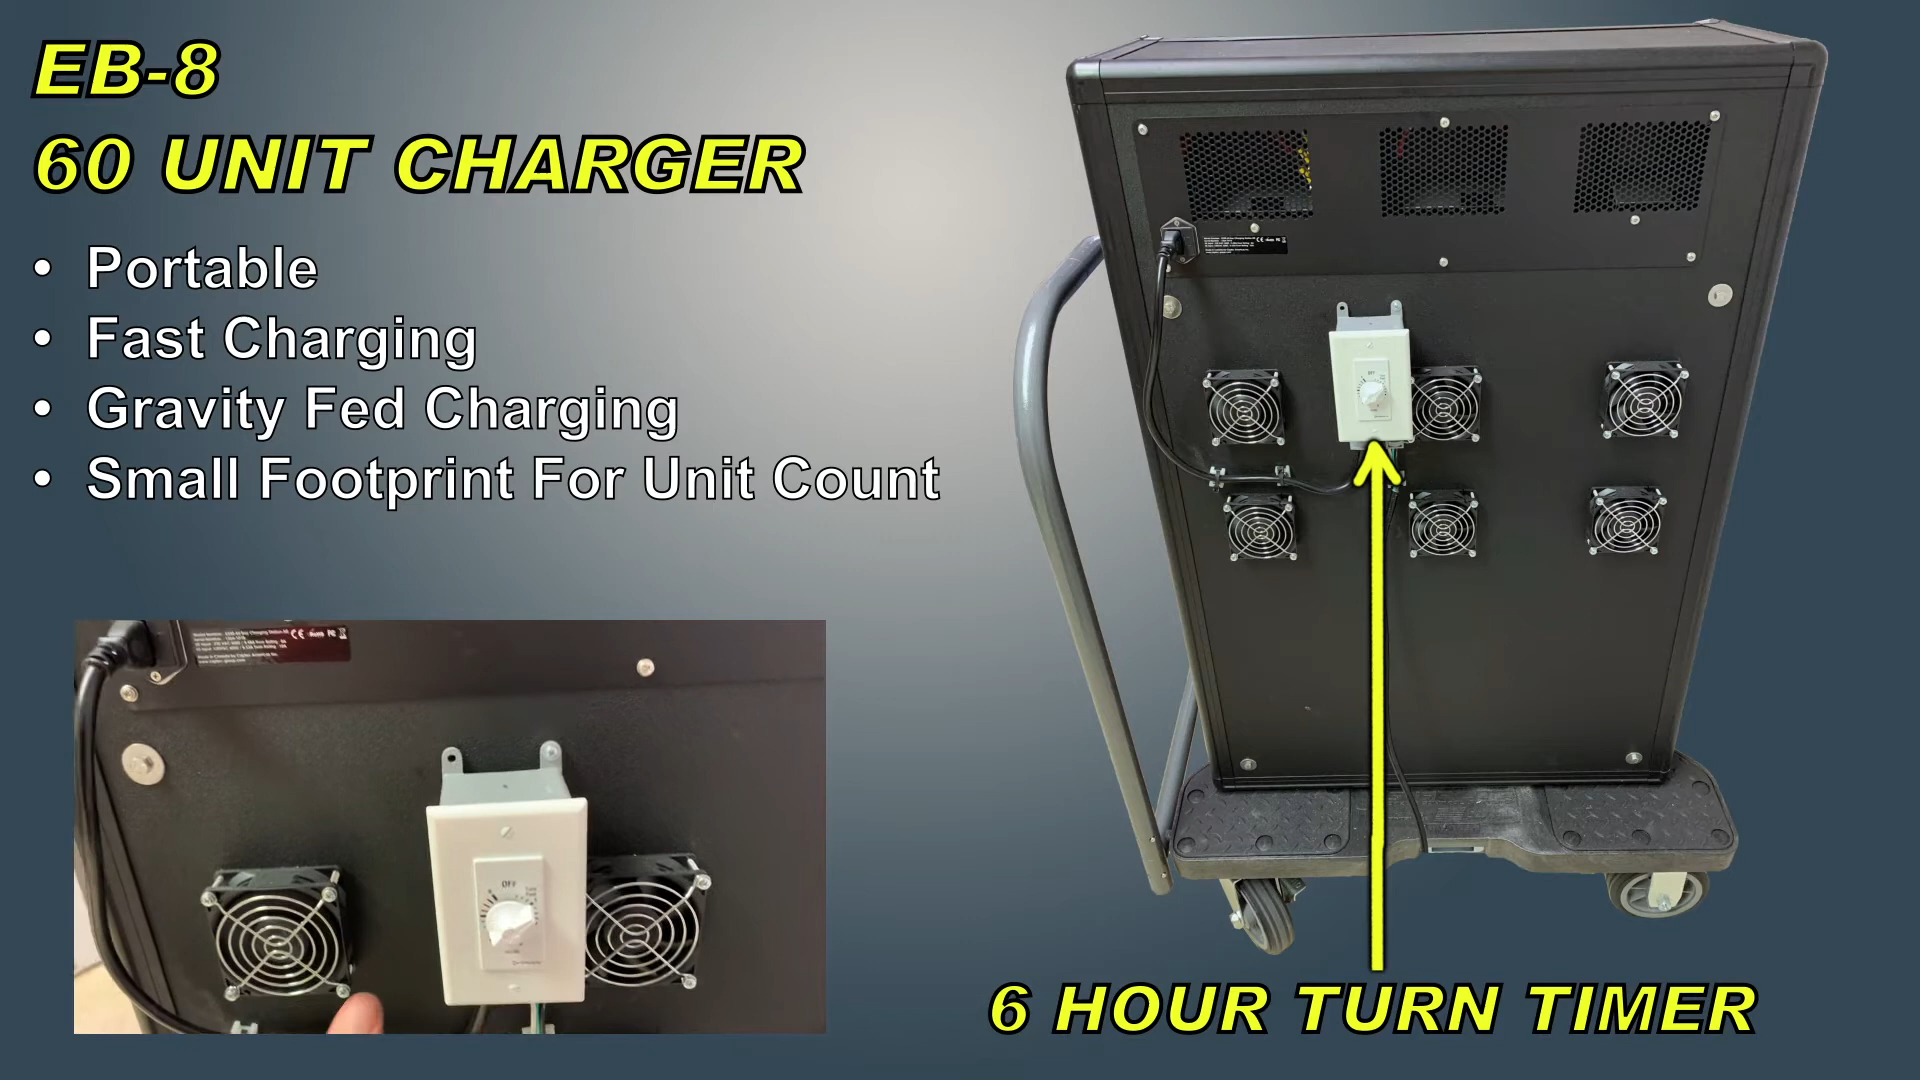 EB-8
60 UNIT CHARGER
• Portable
• Fast Charging
• Gravity Fed Charging
• Small Footprint For Unit Count
OFF
OFF
6 HOUR TURN TIMER